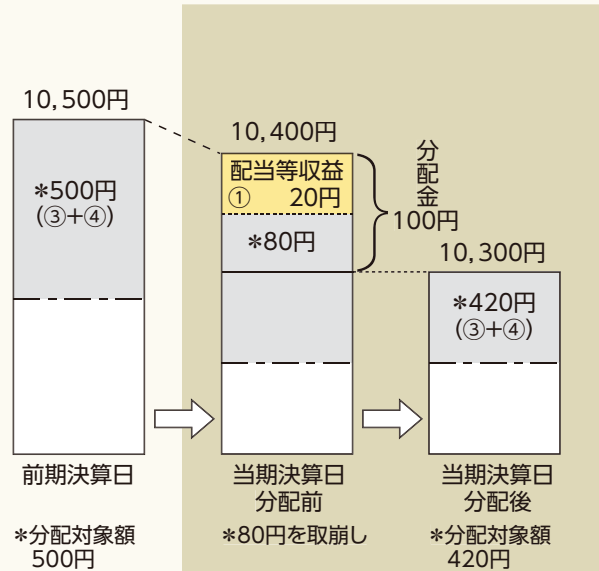 10,500円
*500円
(③+④)
前期決算日
*分配対象額
500円
10,400円
配当等収益
① 20円
*80円
分配金
100円
当期決算日
分配前
*80円を取崩し
10,300円
*420円
(③+④)
当期決算日
分配後
*分配対象額
420円